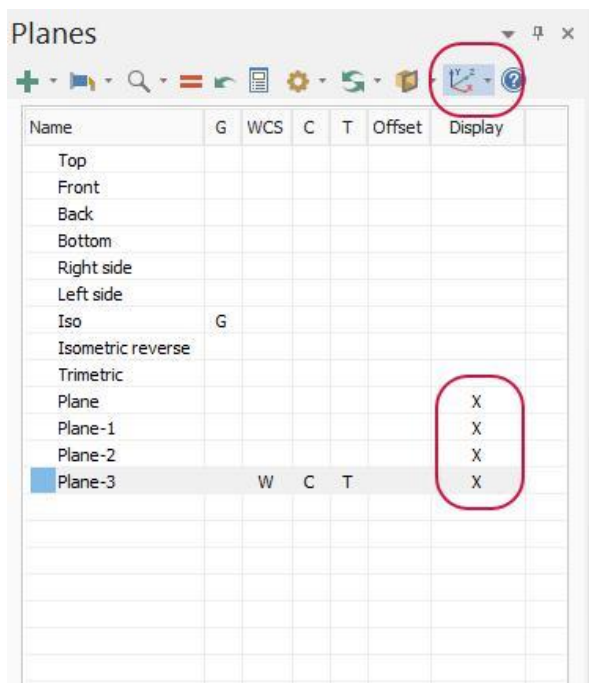 Planes
Name G WCS C T Offset Display
Top
Front
Back
Bottom
Right side
Left side
Iso G
Isometric reverse
Trimetric
Plane X
Plane-1 X
Plane-2 X
Plane-3 W C T X